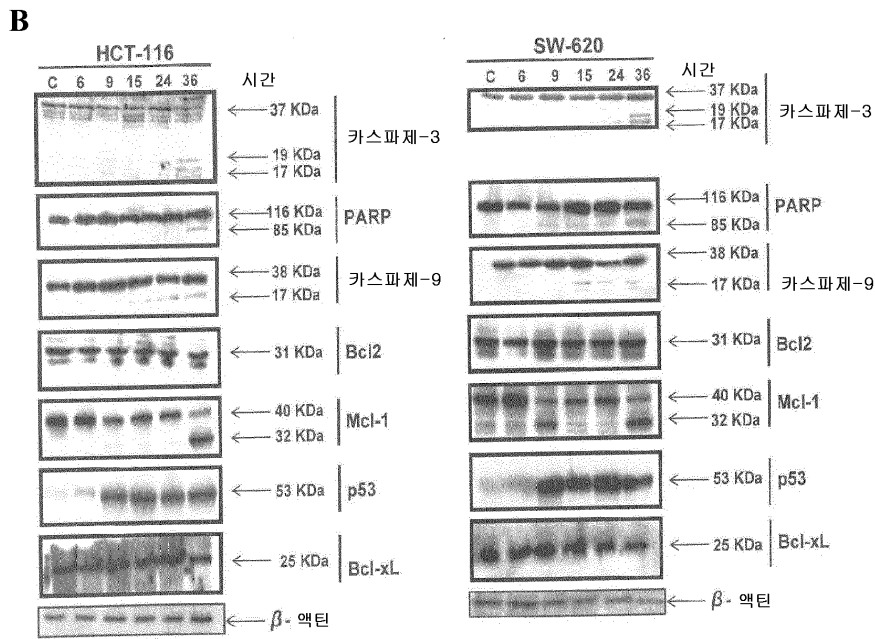 B
HCT-116
C 6 9 15 24 36 시간
37 KDa
19 KDa
17 KDa
카스파제-3
116 KDa
85 KDa
PARP
38 KDa
17 KDa
카스파제-9
31 KDa
Bcl2
40 KDa
32 KDa
Mcl-1
53 KDa
p53
25 KDa
Bcl-xL
β- 액틴
SW-620
C 6 9 15 24 36 시간
37 KDa
19 KDa
17 KDa
카스파제-3
116 KDa
85 KDa
PARP
38 KDa
17 KDa
카스파제-9
31 KDa
Bcl2
40 KDa
32 KDa
Mcl-1
53 KDa
p53
25 KDa
Bcl-xL
β- 액틴